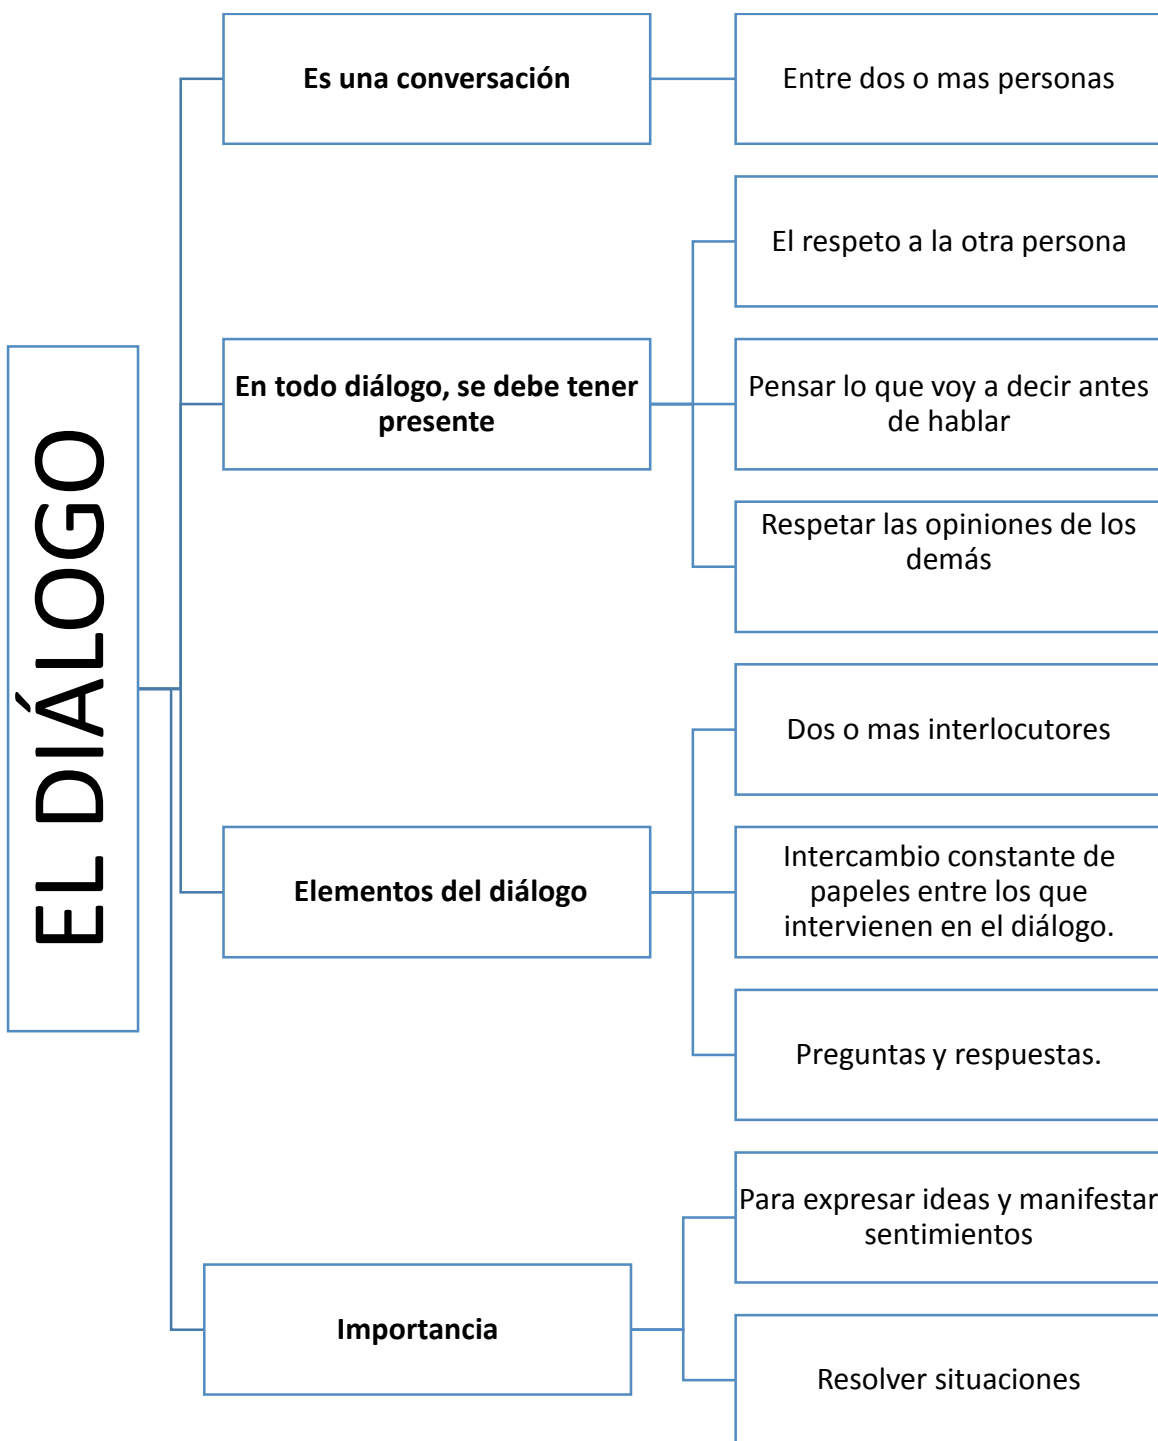 EL DIÁLOGO
Es una conversación
Entre dos o mas personas
En todo diálogo, se debe tener
presente
El respeto a la otra persona
Pensar lo que voy a decir antes
de hablar
Respetar las opiniones de los
demás
Elementos del diálogo
Dos o mas interlocutores
Intercambio constante de
papeles entre los que
intervienen en el diálogo.
Preguntas y respuestas.
Importancia
Para expresar ideas y manifestar
sentimientos
Resolver situaciones